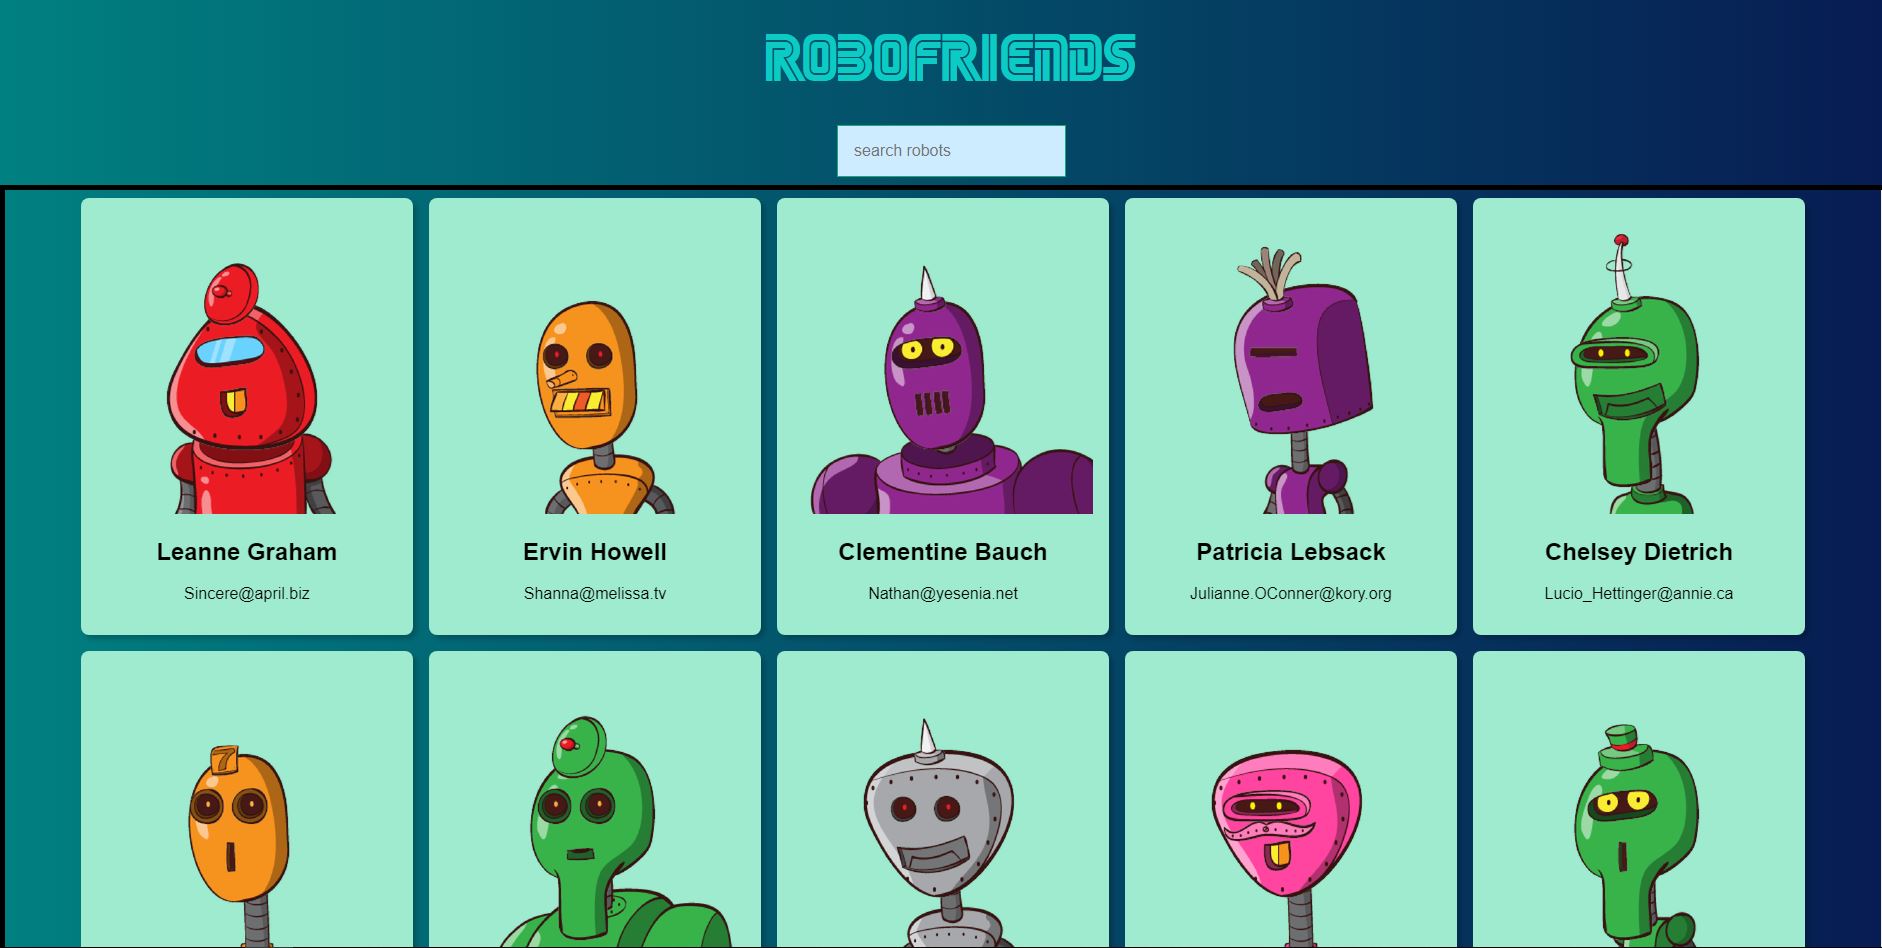 ROBOFRIENDS
search robots
Leanne Graham
Sincere@april.biz
Ervin Howell
Shanna@melissa.tv
Clementine Bauch
Nathan@yesenia.net
Patricia Lebsack
Julianne.OConner@kory.org
Chelsey Dietrich
Lucio_Hettinger@annie.ca
7